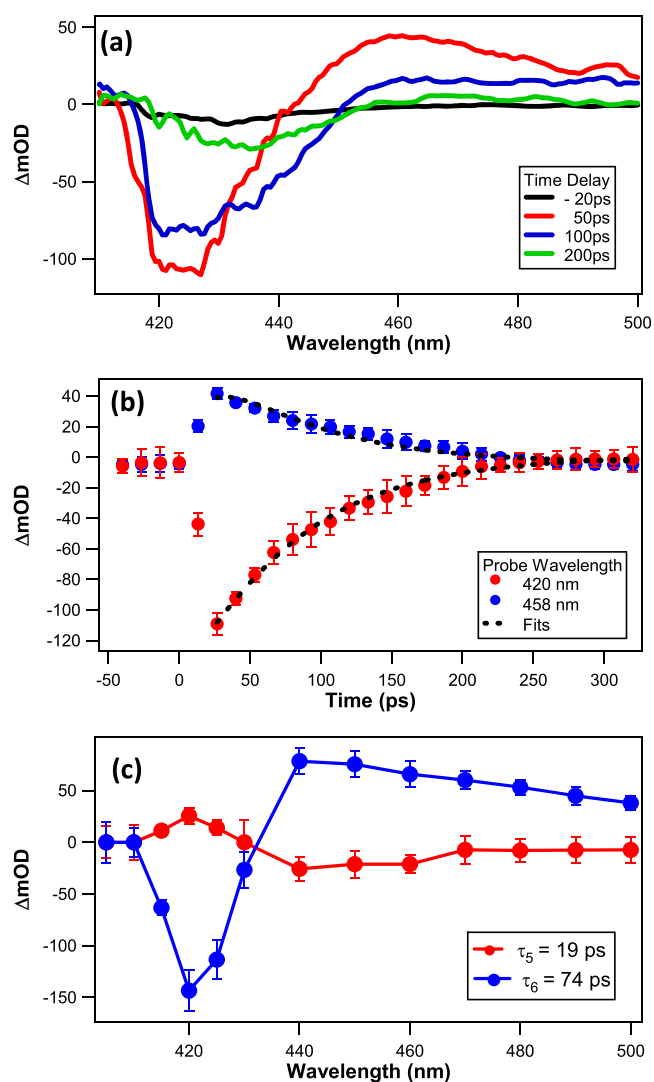 (a)
50
0
-50
-100
ΔmOD
Time Delay
- 20ps
50ps
100ps
200ps
420
440
460
480
500
Wavelength (nm)
(b)
40
20
0
-20
-40
-60
-80
-100
-120
ΔmOD
Probe Wavelength
420 nm
458 nm
Fits
-50
0
50
100
150
200
250
300
Time (ps)
(c)
50
0
-50
-100
-150
ΔmOD
τ5 = 19 ps
τ6 = 74 ps
420
440
460
480
500
Wavelength (nm)